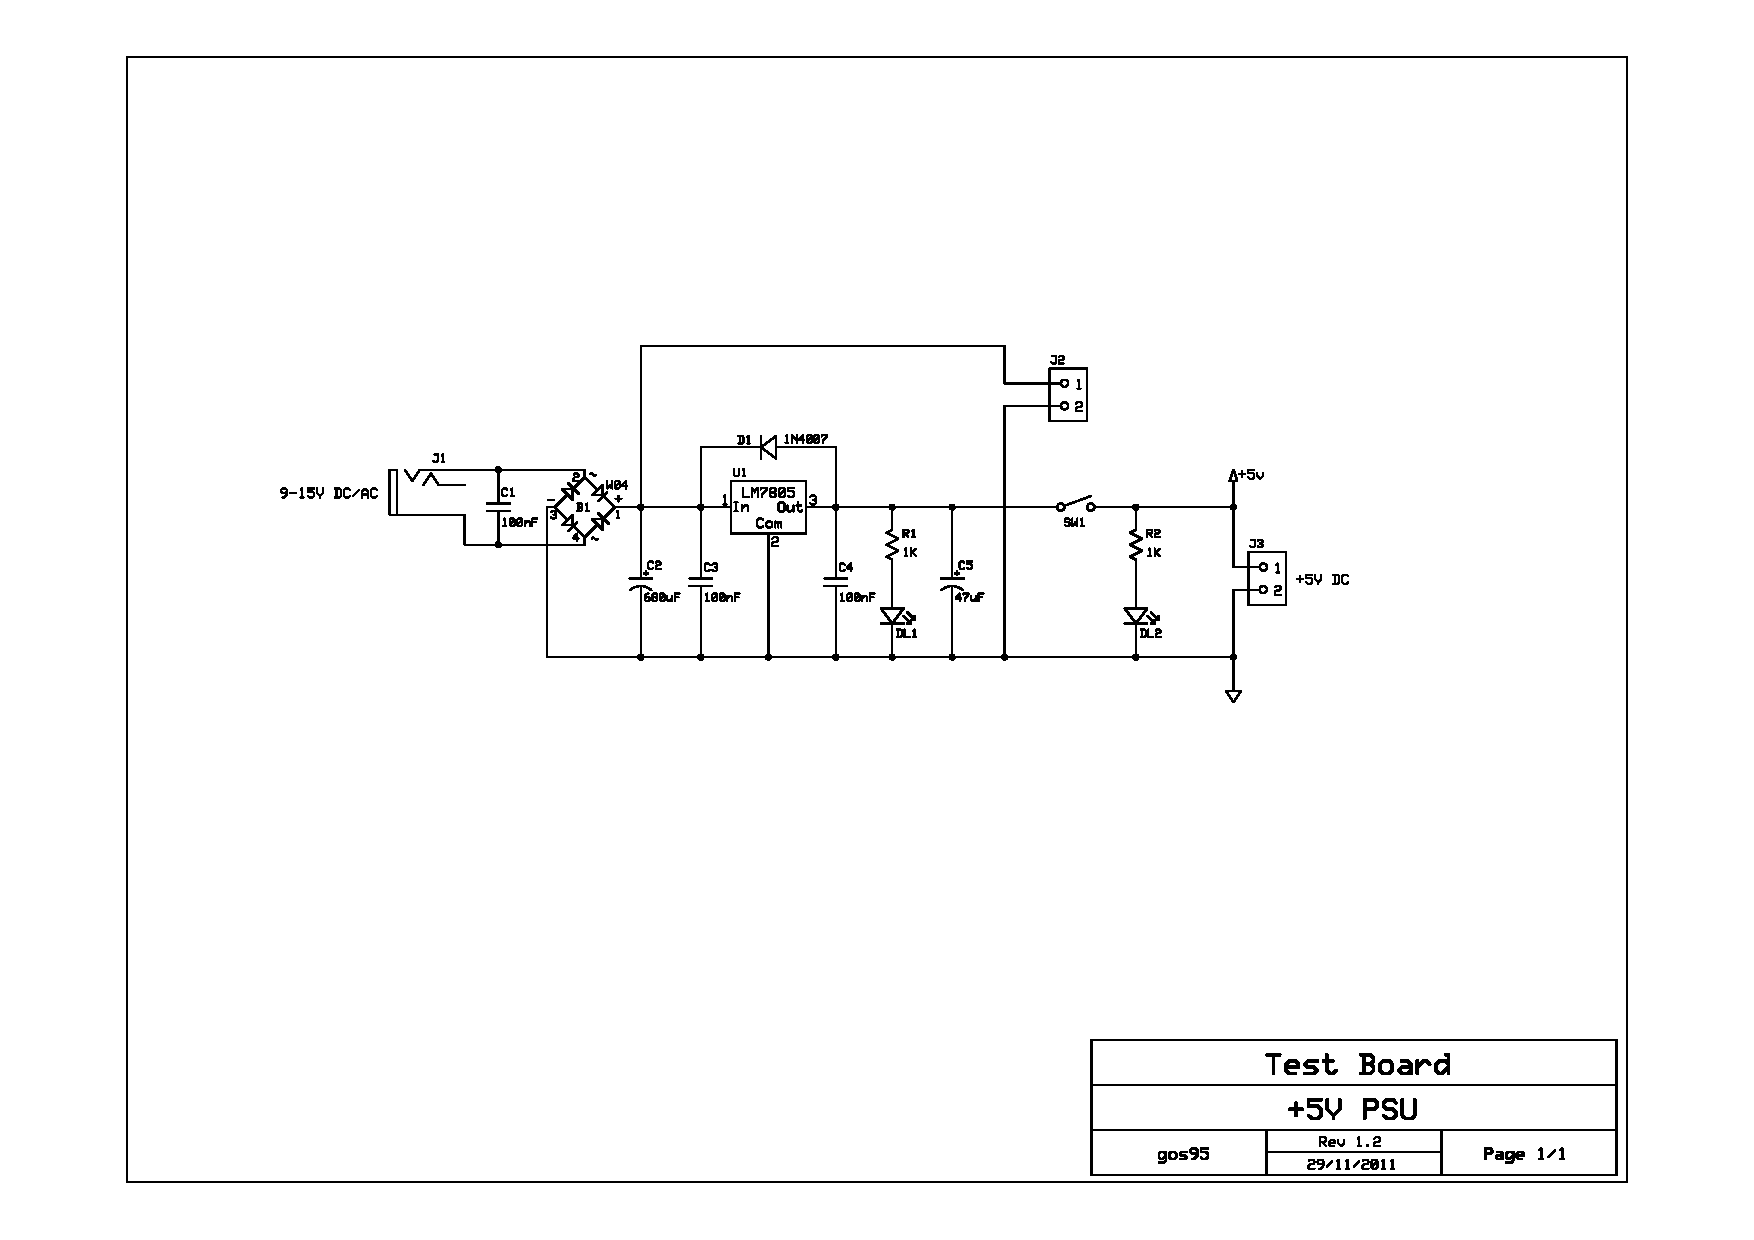 J2
1
2
D1 1N4007
J1
9-15V DC/AC
C1
100nF
2 ~
W04
- +
3 B1 1
4 ~
U1
LM7805
1 3
In Out
Com
2
C2
+
680uF
C3
100nF
C4
100nF
R1
1K
DL1
C5
+
47uF
SW1
R2
1K
DL2
+5v
J3
1
2
+5V DC
Test Board
+5V PSU
gos95
Rev 1.2
29/11/2011
Page 1/1